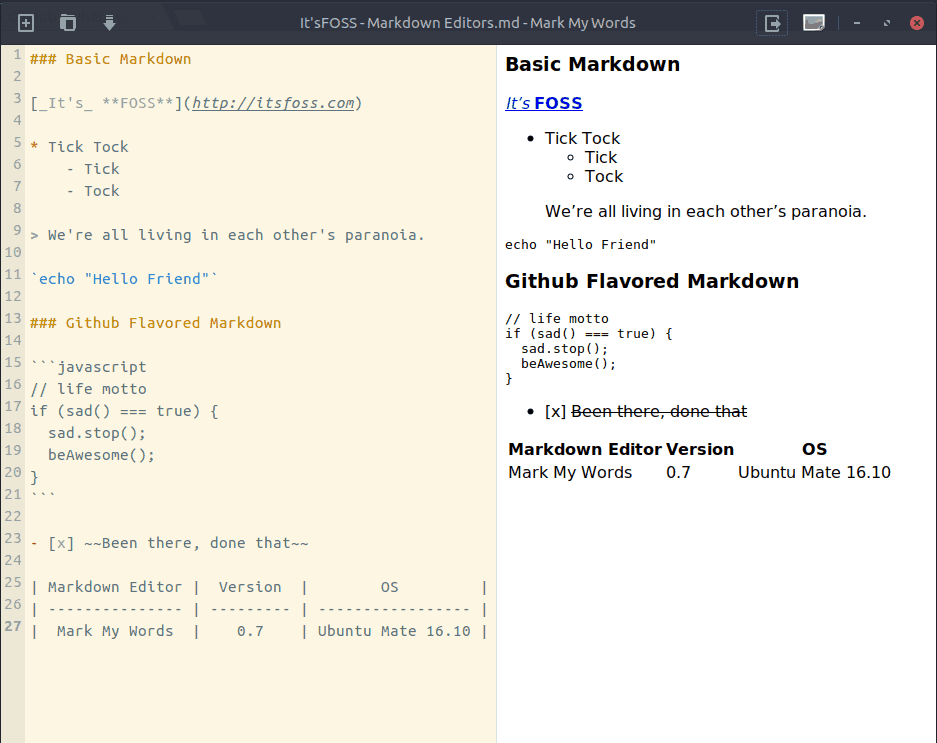 It'sFOSS - Markdown Editors.md - Mark My Words
1 ### Basic Markdown
2
3 [_It's_ **FOSS**](http://itsfoss.com)
4
5 * Tick Tock
6     - Tick
7     - Tock
8
9 > We're all living in each other's paranoia.
10
11 `echo "Hello Friend"`
12
13 ### Github Flavored Markdown
14
15 ```javascript
16 // life motto
17 if (sad() === true) {
18   sad.stop();
19   beAwesome();
20 }
21 ```
22
23 - [x] ~~Been there, done that~~
24
25 | Markdown Editor |  Version  |        OS         |
26 | --------------- | --------- | ----------------- |
27 |  Mark My Words  |    0.7    | Ubuntu Mate 16.10 |
Basic Markdown
It’s FOSS
• Tick Tock
◦ Tick
◦ Tock
We’re all living in each other’s paranoia.
echo "Hello Friend"
Github Flavored Markdown
// life motto
if (sad() === true) {
  sad.stop();
  beAwesome();
}
• [x] Been there, done that
Markdown Editor Version OS
Mark My Words 0.7 Ubuntu Mate 16.10